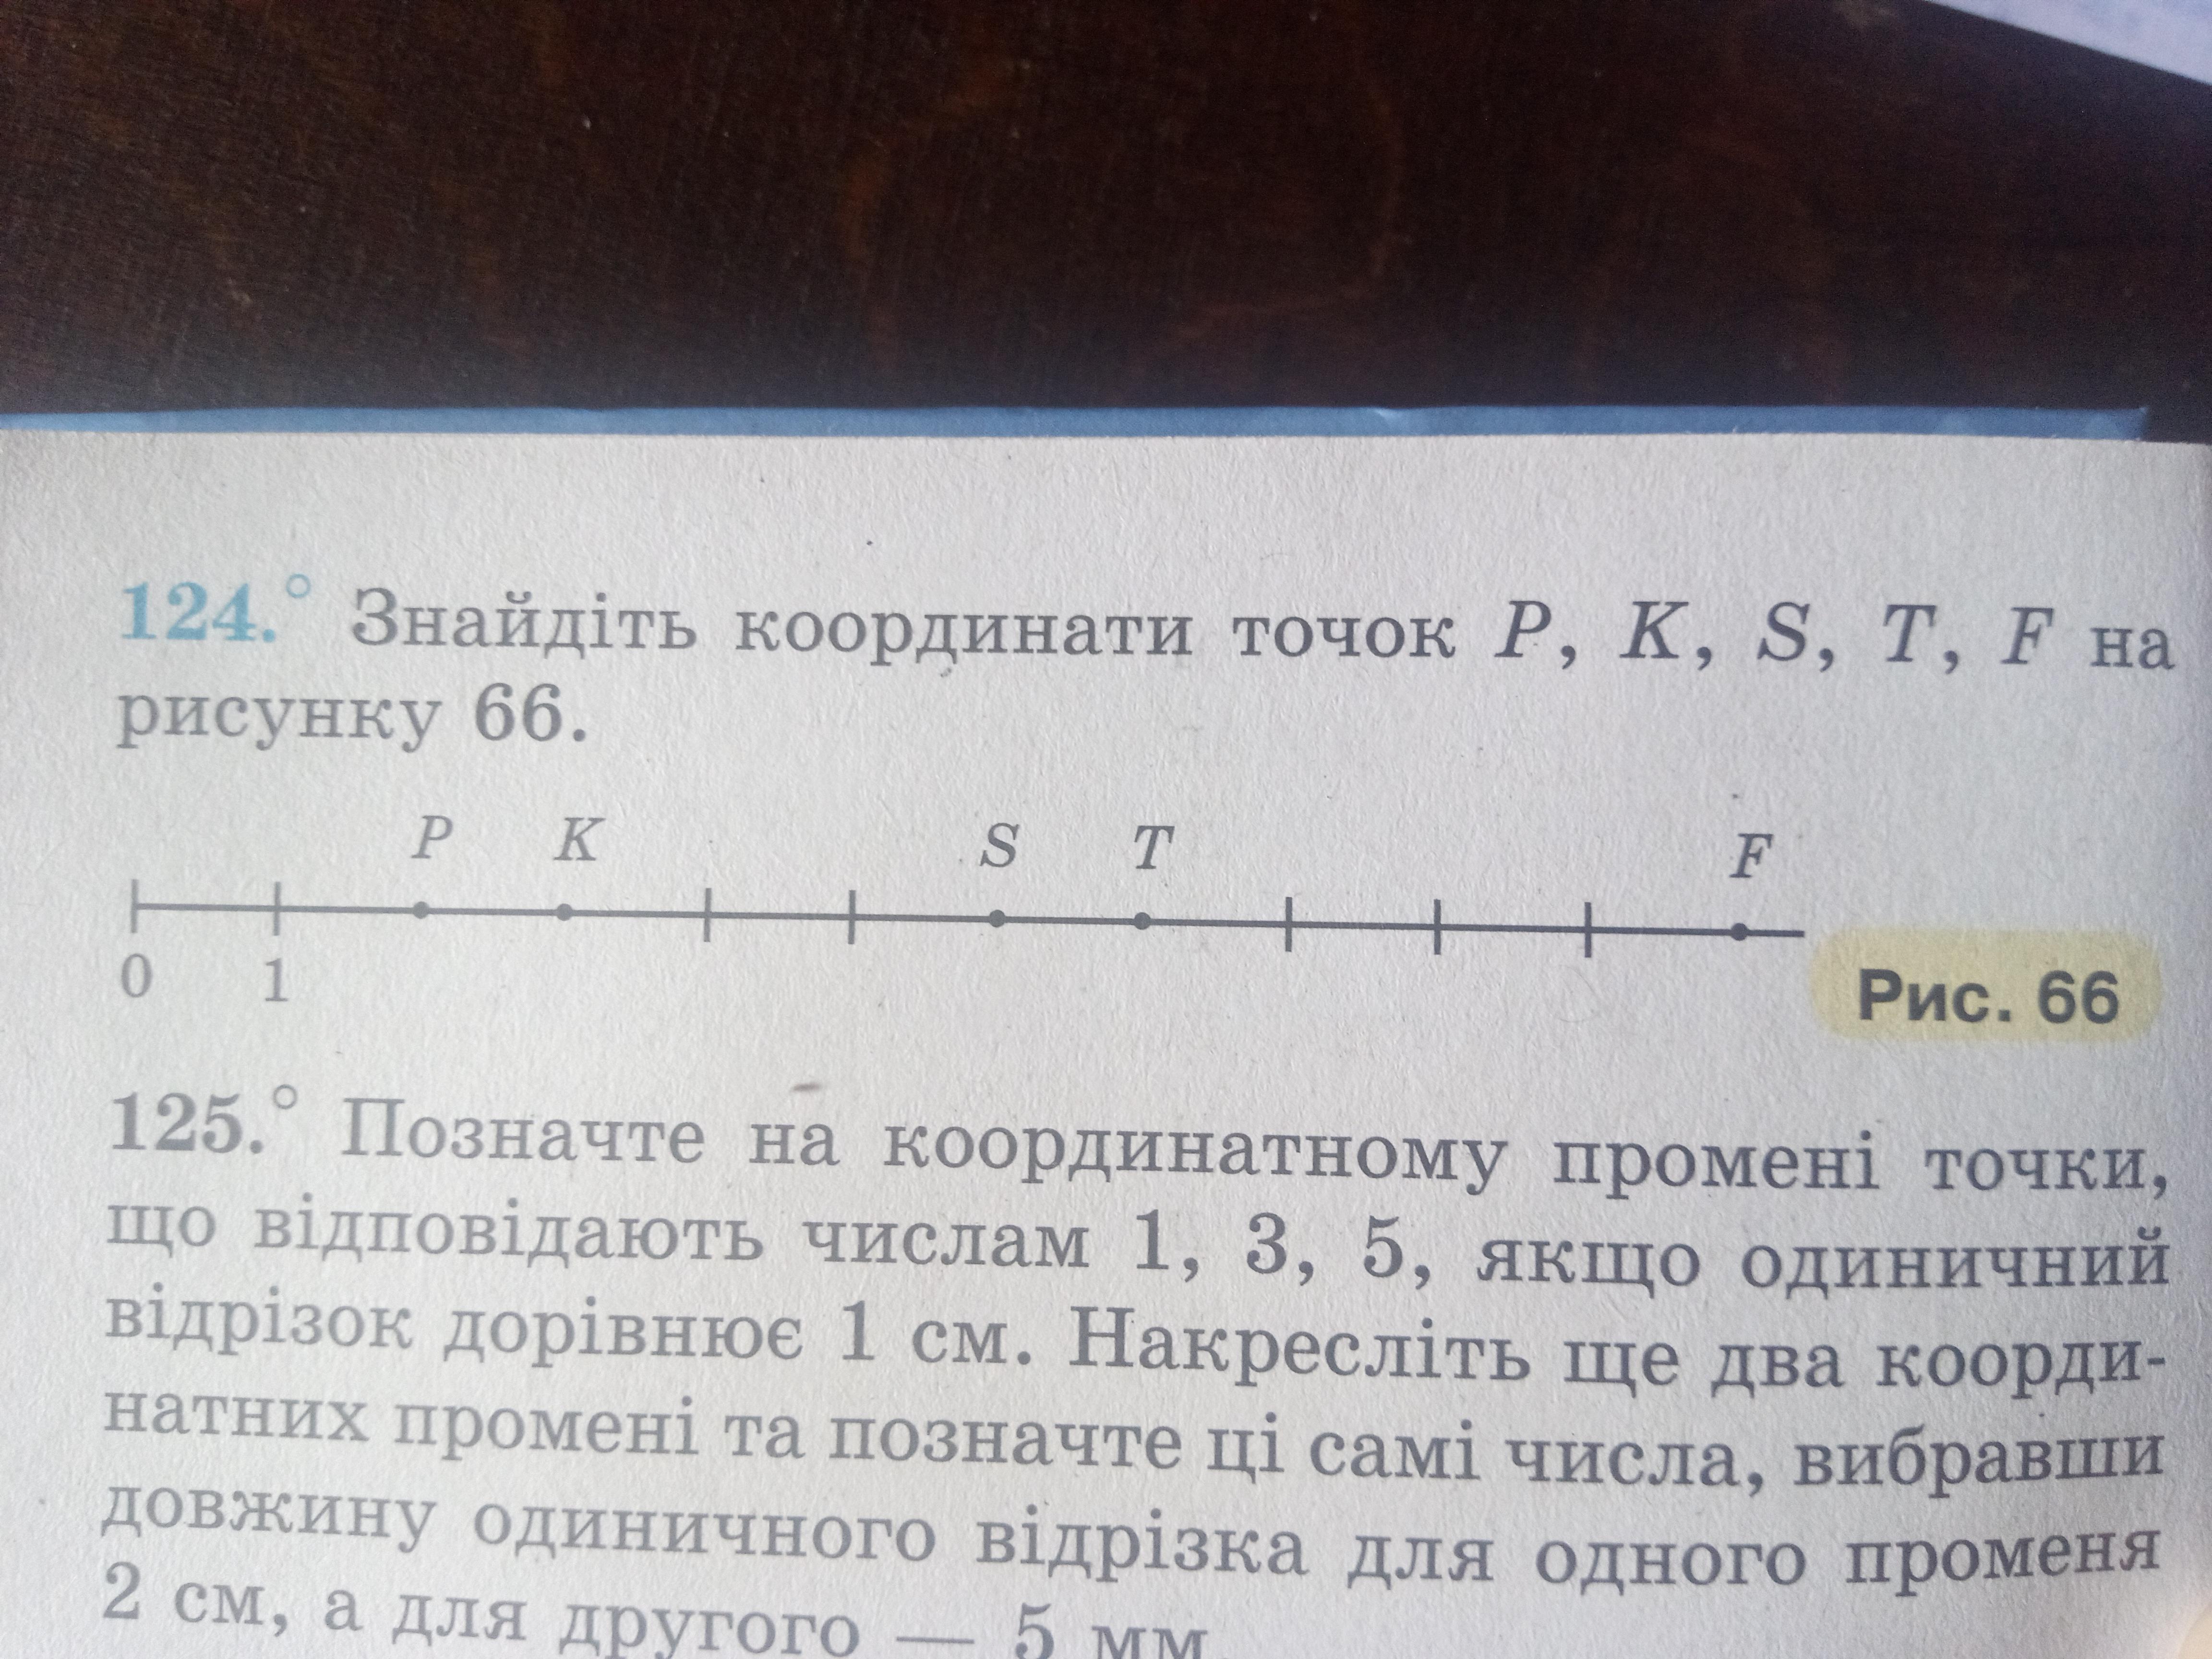 124.° Знайдіть координати точок P, K, S, T, F на
рисунку 66.
P K S T F
0 1
Рис. 66
125.° Позначте на координатному промені точки,
що відповідають числам 1, 3, 5, якщо одиничний
відрізок дорівнює 1 см. Накресліть ще два коорди-
натних промені та позначте ці самі числа, вибравши
довжину одиничного відрізка для одного променя
2 см, а для другого — 5 мм